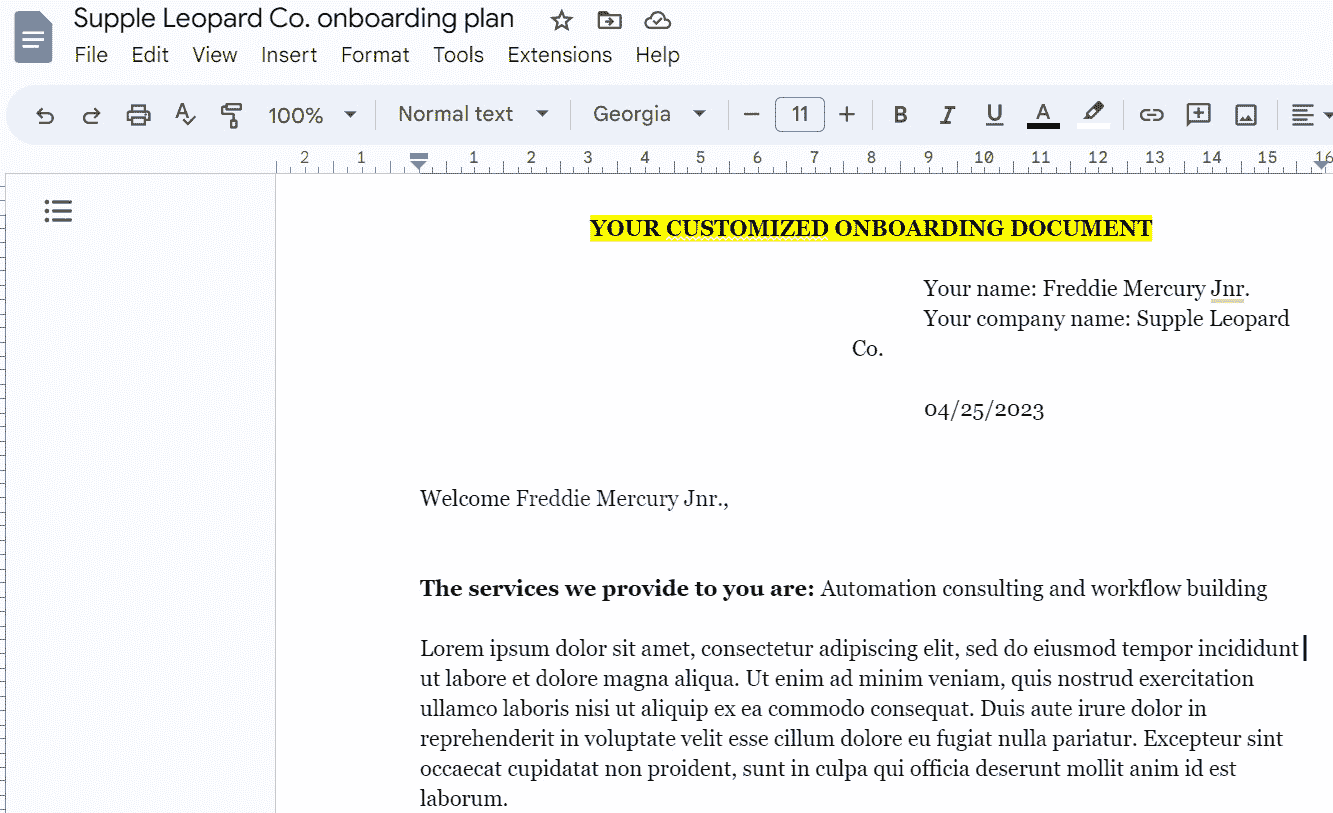 Supple Leopard Co. onboarding plan
File Edit View Insert Format Tools Extensions Help
100% Normal text Georgia 11 B I U A
2 1 1 2 3 4 5 6 7 8 9 10 11 12 13 14 15 16
YOUR CUSTOMIZED ONBOARDING DOCUMENT
Your name: Freddie Mercury Jnr.
Your company name: Supple Leopard
Co.
04/25/2023
Welcome Freddie Mercury Jnr.,
The services we provide to you are: Automation consulting and workflow building
Lorem ipsum dolor sit amet, consectetur adipiscing elit, sed do eiusmod tempor incididunt
ut labore et dolore magna aliqua. Ut enim ad minim veniam, quis nostrud exercitation
ullamco laboris nisi ut aliquip ex ea commodo consequat. Duis aute irure dolor in
reprehenderit in voluptate velit esse cillum dolore eu fugiat nulla pariatur. Excepteur sint
occaecat cupidatat non proident, sunt in culpa qui officia deserunt mollit anim id est
laborum.